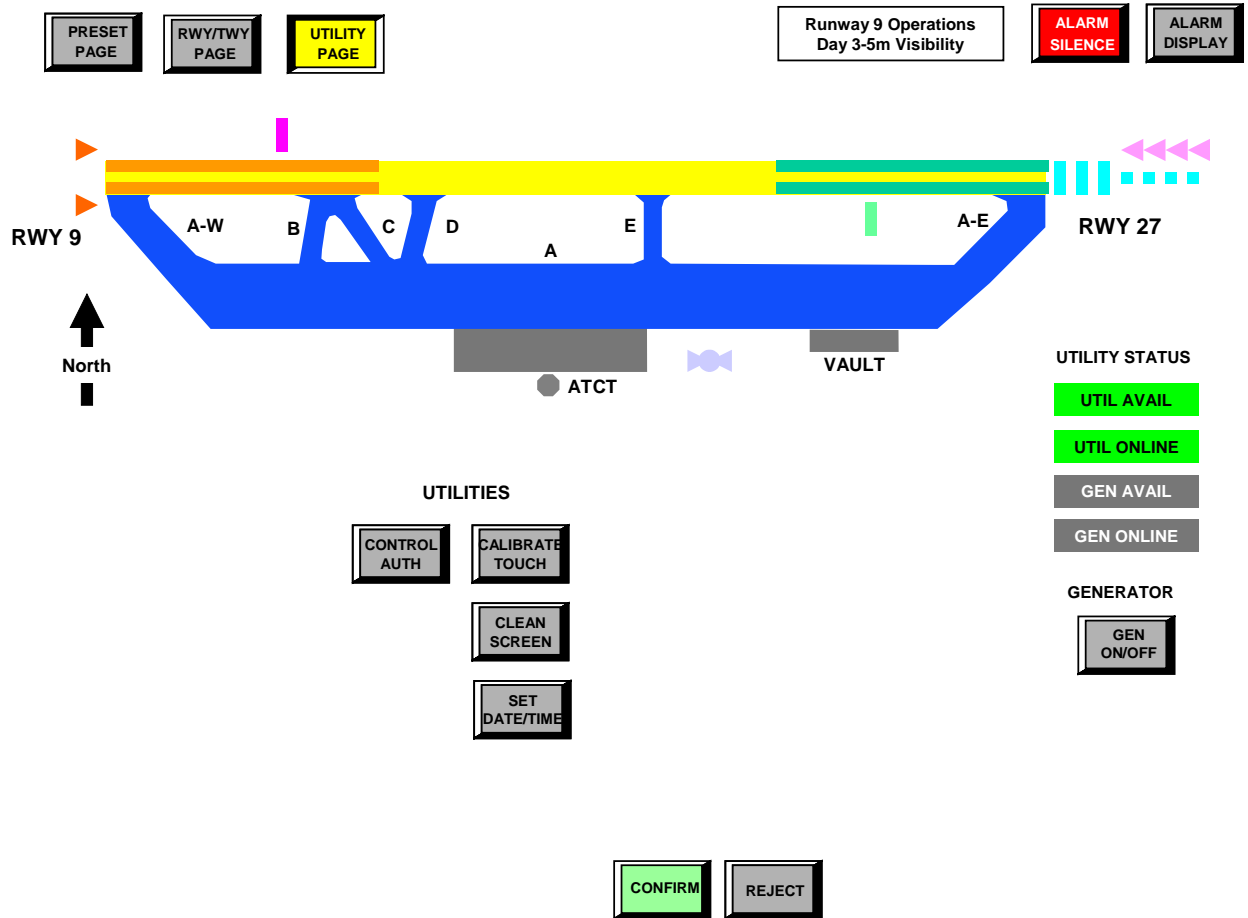 PRESET
PAGE
RWY/TWY
PAGE
UTILITY
PAGE
Runway 9 Operations
Day 3-5m Visibility
ALARM
SILENCE
ALARM
DISPLAY
A-W
B
C
D
E
A
A-E
RWY 9
RWY 27
North
ATCT
VAULT
UTILITY STATUS
UTIL AVAIL
UTIL ONLINE
GEN AVAIL
GEN ONLINE
UTILITIES
CONTROL
AUTH
CALIBRATE
TOUCH
CLEAN
SCREEN
SET
DATE/TIME
GENERATOR
GEN
ON/OFF
CONFIRM
REJECT